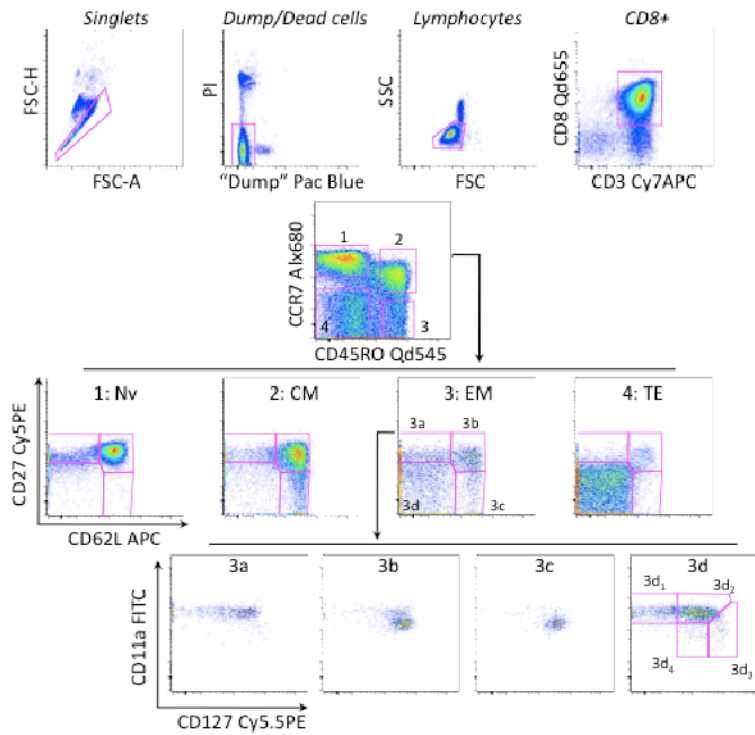 Singlets Dump/Dead cells Lymphocytes CD8+
FSC-H
PI
SSC
CD8 Qd655
FSC-A "Dump" Pac Blue FSC CD3 Cy7APC
CCR7 Alx680
1 2
4 3
CD45RO Qd545
1: Nv 2: CM 3: EM 4: TE
CD27 Cy5PE
3a 3b
3d 3c
CD62L APC
3a 3b 3c 3d
CD11a FITC
3d₁ 3d₂
3d₄ 3d₃
CD127 Cy5.5PE